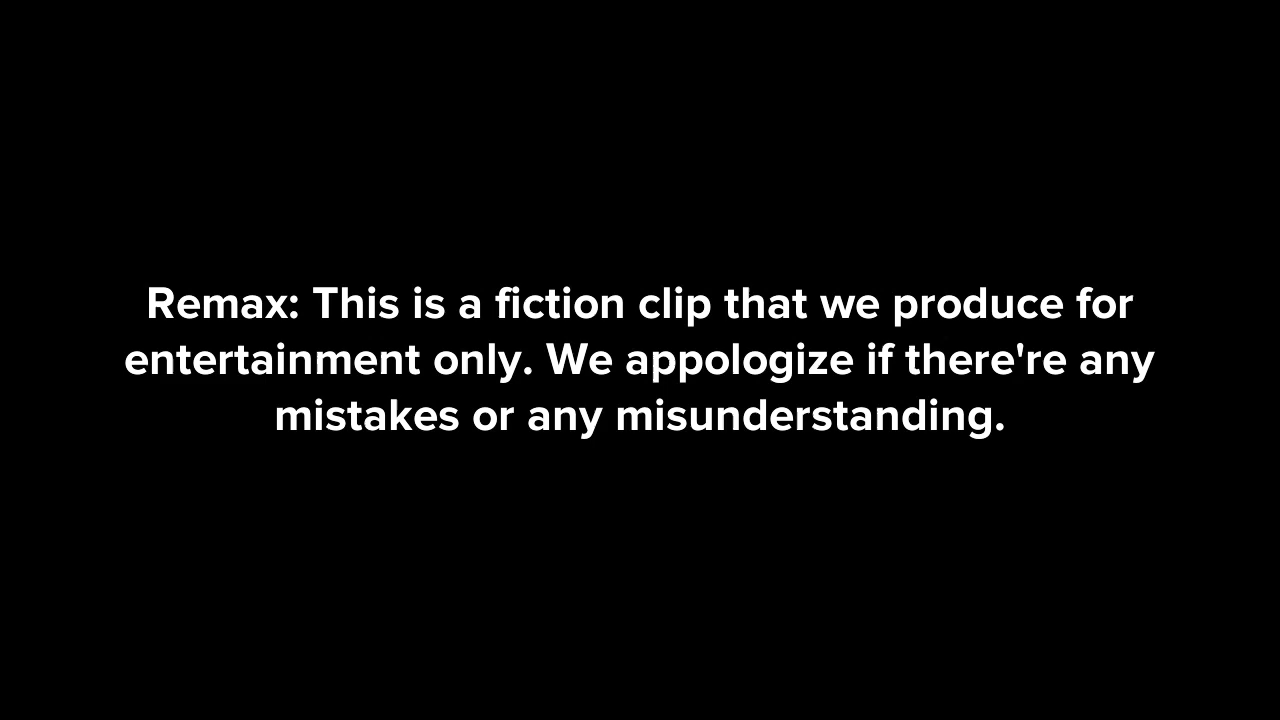 Remax: This is a fiction clip that we produce for
entertainment only. We appologize if there're any
mistakes or any misunderstanding.